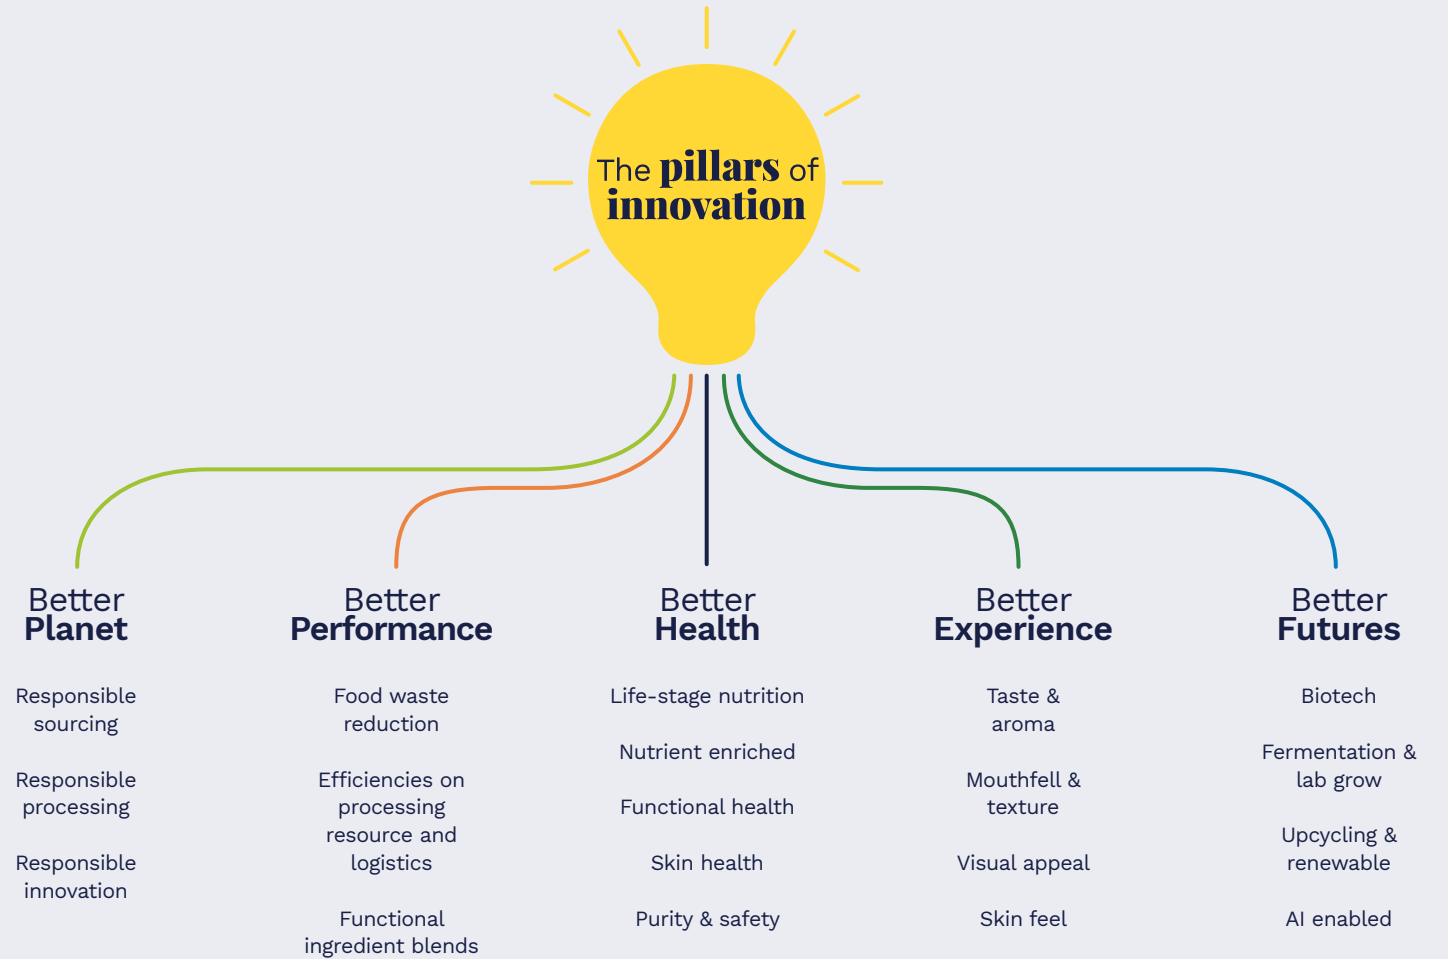 The pillars of
innovation
Better
Planet
Responsible
sourcing
Responsible
processing
Responsible
innovation
Better
Performance
Food waste
reduction
Efficiencies on
processing
resource and
logistics
Functional
ingredient blends
Better
Health
Life-stage nutrition
Nutrient enriched
Functional health
Skin health
Purity & safety
Better
Experience
Taste &
aroma
Mouthfell &
texture
Visual appeal
Skin feel
Better
Futures
Biotech
Fermentation &
lab grow
Upcycling &
renewable
AI enabled